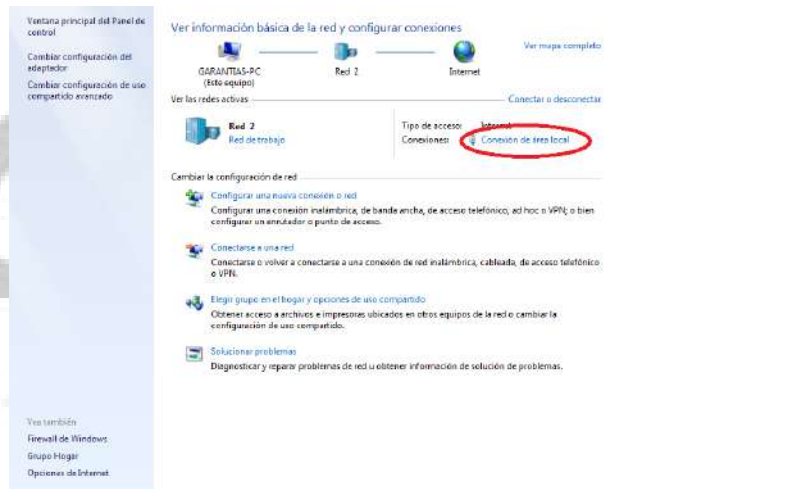 Ventana principal del Panel de
control
Cambiar configuración del
adaptador
Cambiar configuración de uso
compartido avanzado
Ver información básica de la red y configurar conexiones
Ver mapa completo
GARANTIAS-PC
(Este equipo)
Red 2
Internet
Ver las redes activas
Conectar o desconectar
Red 2
Red de trabajo
Tipo de acceso: Internet
Conexiones: Conexión de área local
Cambiar la configuración de red
Configurar una nueva conexión o red
Configurar una conexión inalámbrica, de banda ancha, de acceso telefónico, ad hoc o VPN; o bien
configurar un enrutador o punto de acceso.
Conectarse a una red
Conectarse o volver a conectarse a una conexión de red inalámbrica, cableada, de acceso telefónico
o VPN.
Elegir grupo en el hogar y opciones de uso compartido
Obtener acceso a archivos e impresoras ubicados en otros equipos de la red o cambiar la
configuración de uso compartido.
Solucionar problemas
Diagnosticar y reparar problemas de red u obtener información de solución de problemas.
Vea también
Firewall de Windows
Grupo Hogar
Opciones de Internet